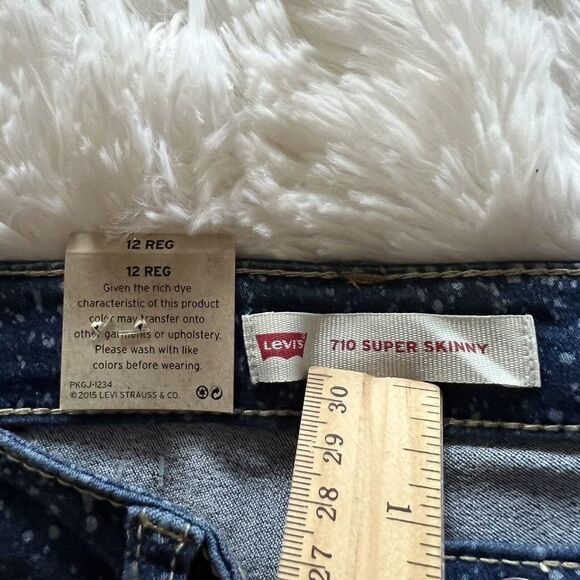 12 REG
12 REG
Given the rich dye
characteristic of this product
color may transfer onto
other garments or upholstery.
Please wash with like
colors before wearing.
PKGJ-1234
©2015 LEVI STRAUSS & CO.
LEVI'S
710 SUPER SKINNY
30
29
28
27
1